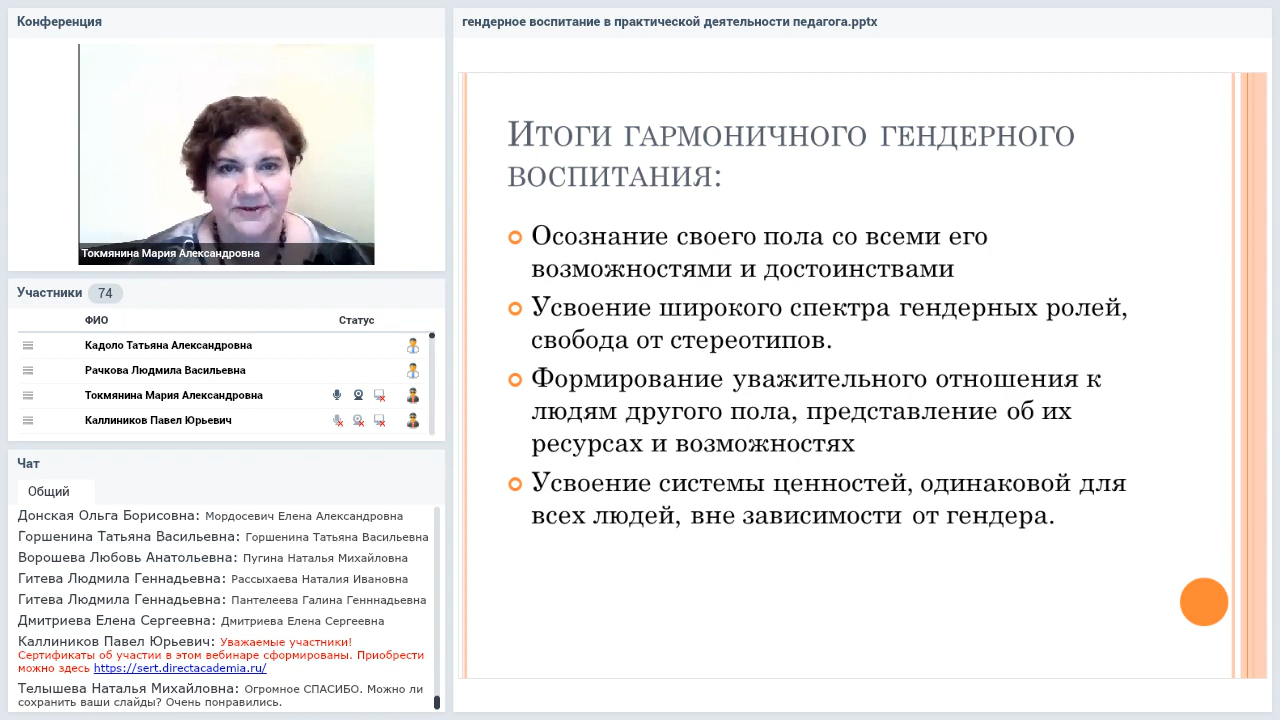 Конференция
Токмянина Мария Александровна
Участники 74
ФИО Статус
Кадоло Татьяна Александровна
Рачкова Людмила Васильевна
Токмянина Мария Александровна
Каллиников Павел Юрьевич
Чат
Общий
Донская Ольга Борисовна: Мордосевич Елена Александровна
Горшенина Татьяна Васильевна: Горшенина Татьяна Васильевна
Ворошева Любовь Анатольевна: Пугина Наталья Михайловна
Гитева Людмила Геннадьевна: Рассыхаева Наталия Ивановна
Гитева Людмила Геннадьевна: Пантелеева Галина Генннадьевна
Дмитриева Елена Сергеевна: Дмитриева Елена Сергеевна
Каллиников Павел Юрьевич: Уважаемые участники!
Сертификаты об участии в этом вебинаре сформированы. Приобрести
можно здесь https://sert.directacademia.ru/
Телышева Наталья Михайловна: Огромное СПАСИБО. Можно ли
сохранить ваши слайды? Очень понравились.
гендерное воспитание в практической деятельности педагога.pptx
Итоги гармоничного гендерного
воспитания:
Осознание своего пола со всеми его
возможностями и достоинствами
Усвоение широкого спектра гендерных ролей,
свобода от стереотипов.
Формирование уважительного отношения к
людям другого пола, представление об их
ресурсах и возможностях
Усвоение системы ценностей, одинаковой для
всех людей, вне зависимости от гендера.